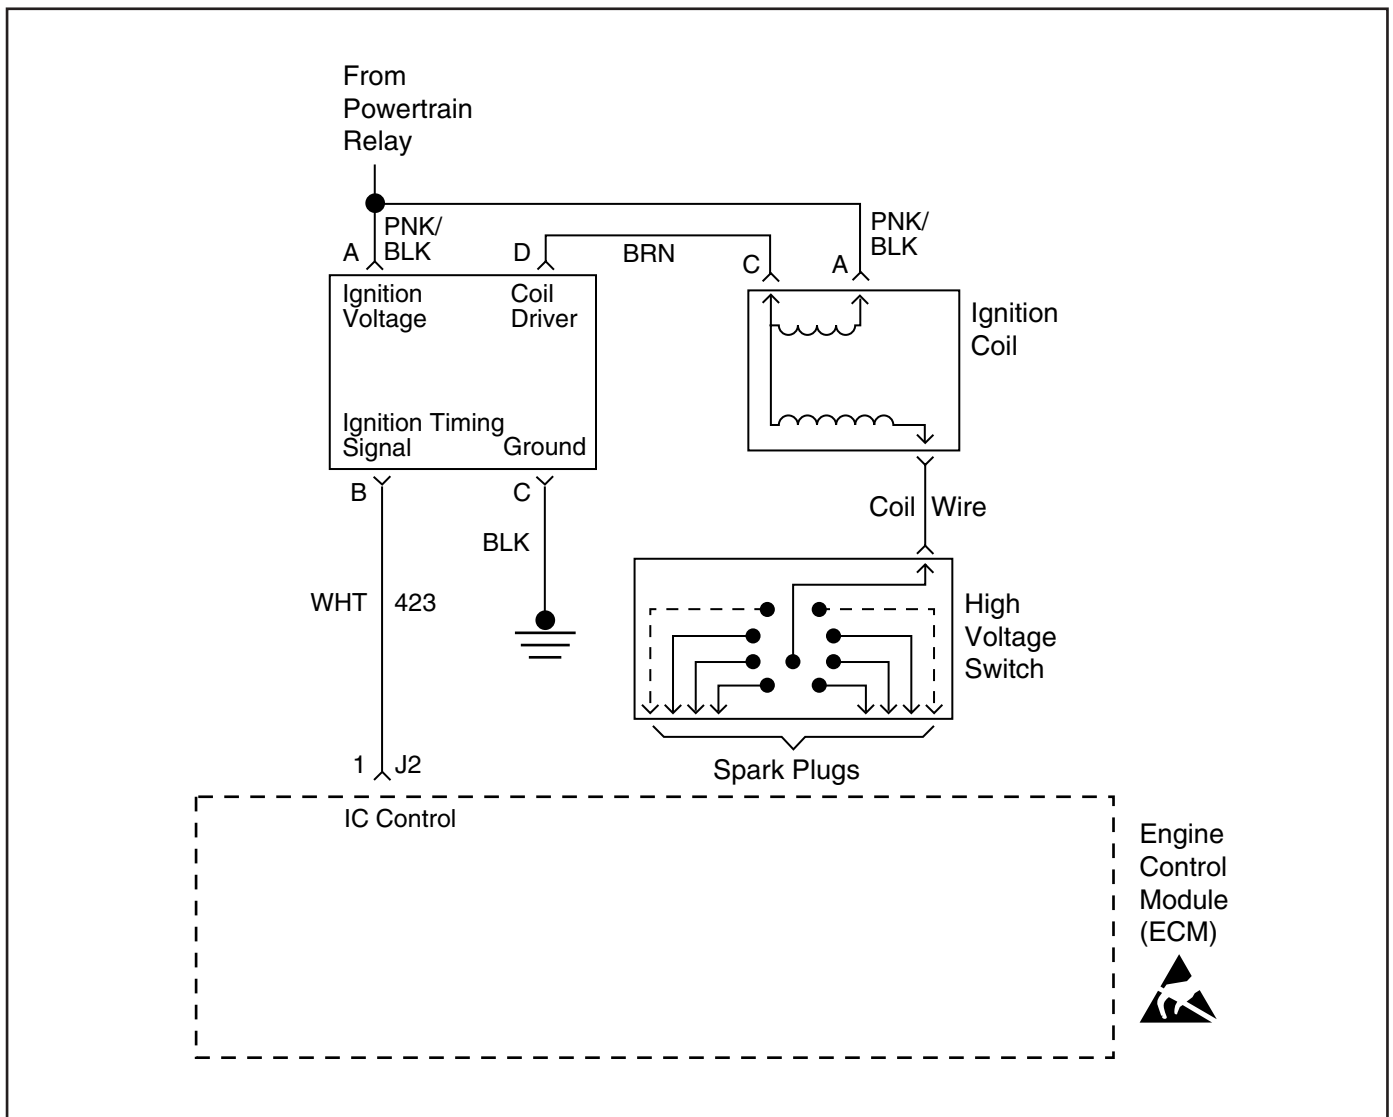 From
Powertrain
Relay
PNK/
BLK
A
D
BRN
C
A
PNK/
BLK
Ignition
Voltage
Coil
Driver
Ignition Timing
Signal
Ground
Ignition
Coil
B
C
BLK
Coil Wire
WHT 423
High
Voltage
Switch
Spark Plugs
1 J2
IC Control
Engine
Control
Module
(ECM)